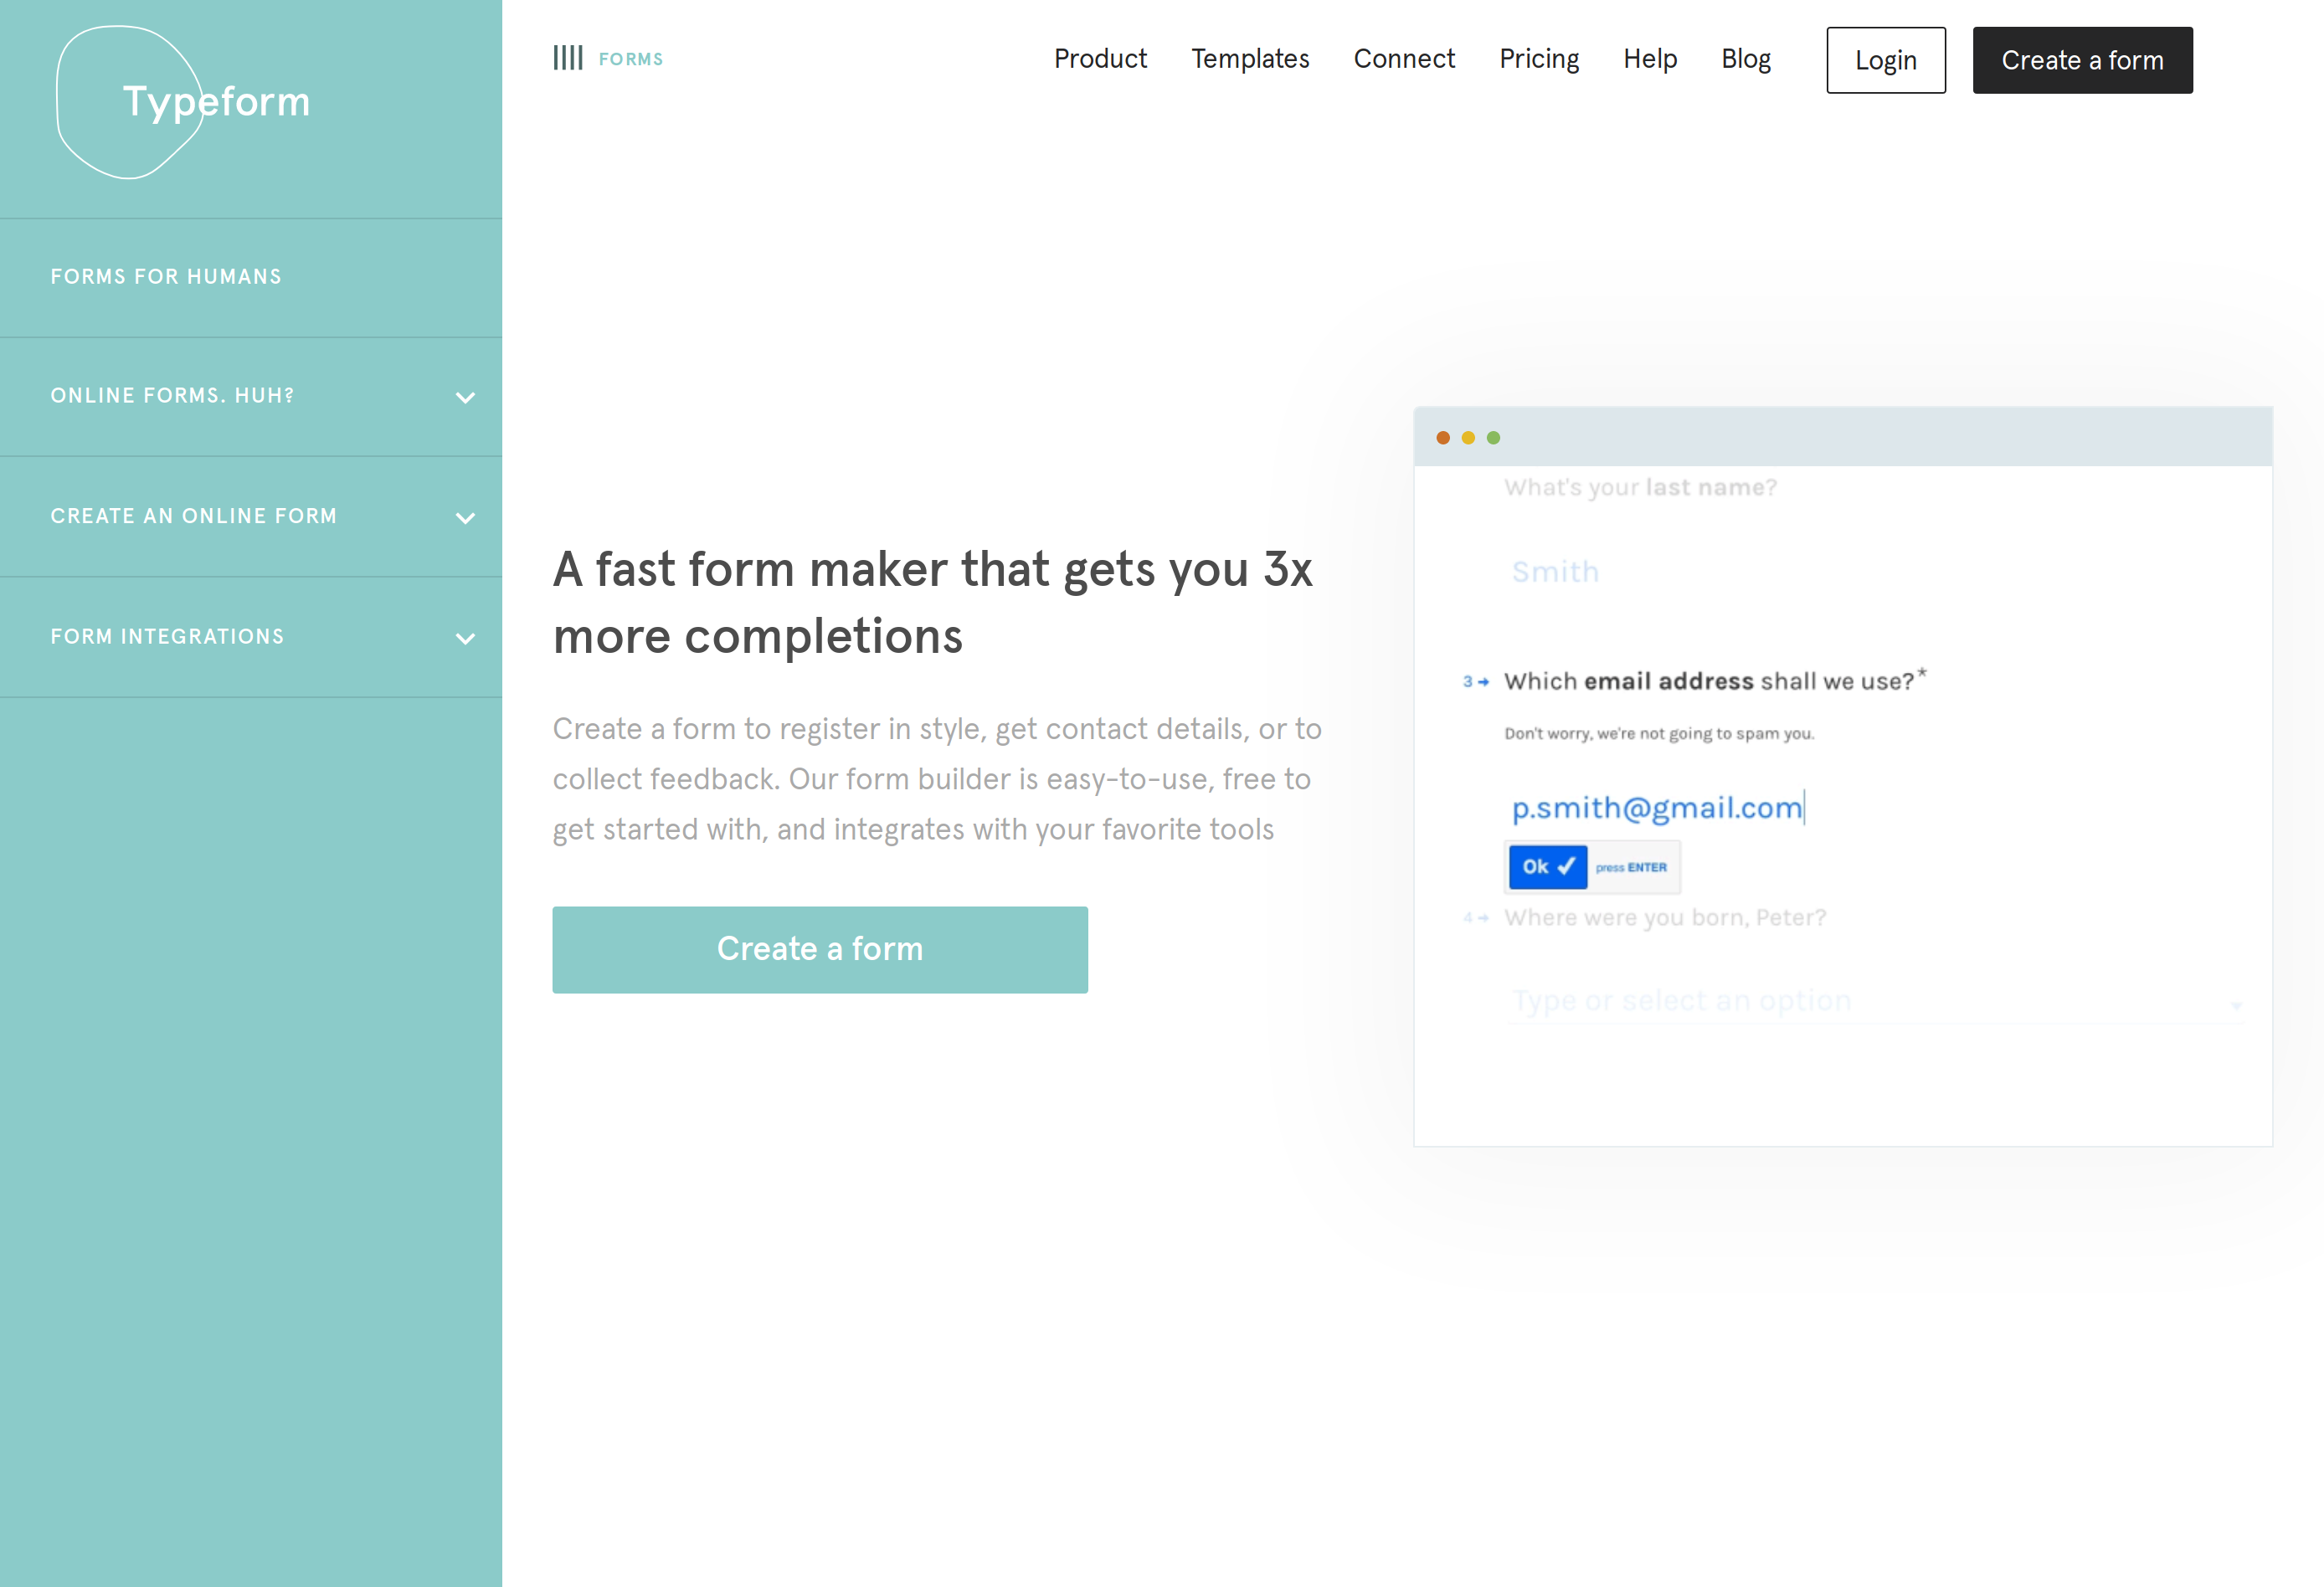 Typeform
FORMS FOR HUMANS
ONLINE FORMS. HUH?
CREATE AN ONLINE FORM
FORM INTEGRATIONS
FORMS
Product Templates Connect Pricing Help Blog Login Create a form
A fast form maker that gets you 3x
more completions
Create a form to register in style, get contact details, or to
collect feedback. Our form builder is easy-to-use, free to
get started with, and integrates with your favorite tools
Create a form
What's your last name?
Smith
3 → Which email address shall we use?*
Don't worry, we're not going to spam you.
p.smith@gmail.com
Ok ✓ press ENTER
4 → Where were you born, Peter?
Type or select an option